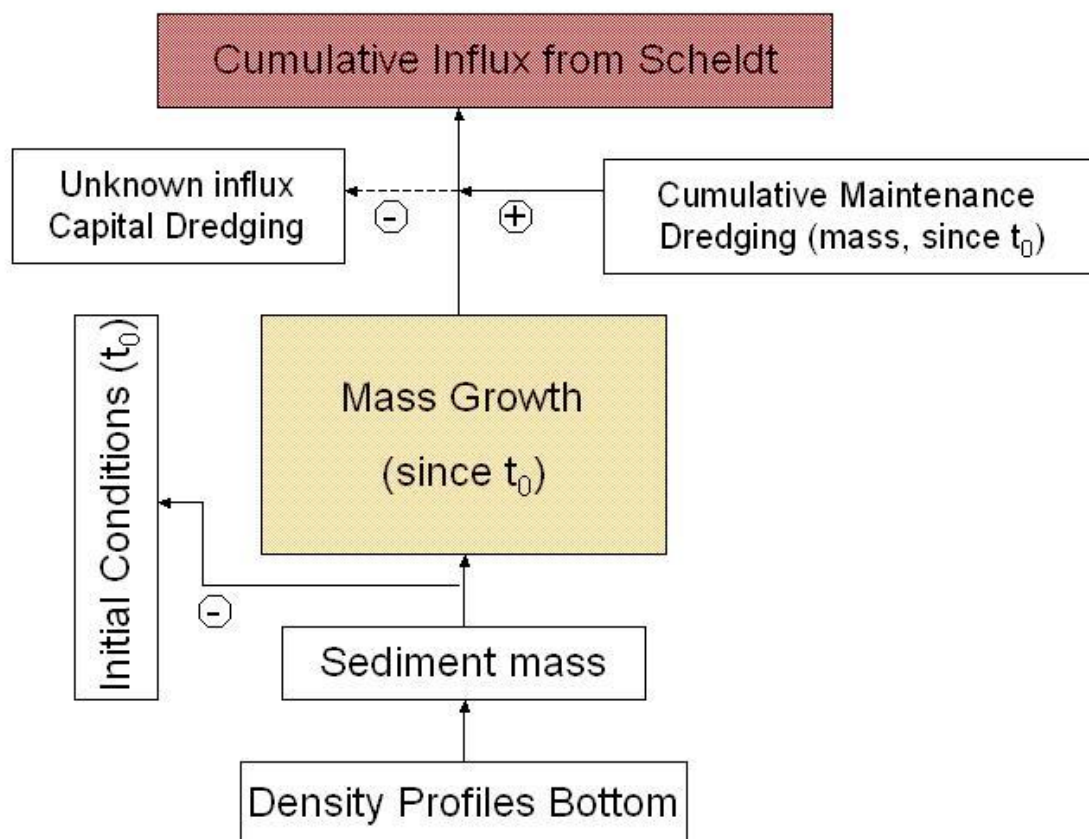 Cumulative Influx from Scheldt
Unknown influx
Capital Dredging
-
+
Cumulative Maintenance
Dredging (mass, since t₀)
Initial Conditions (t₀)
Mass Growth
(since t₀)
-
Sediment mass
Density Profiles Bottom